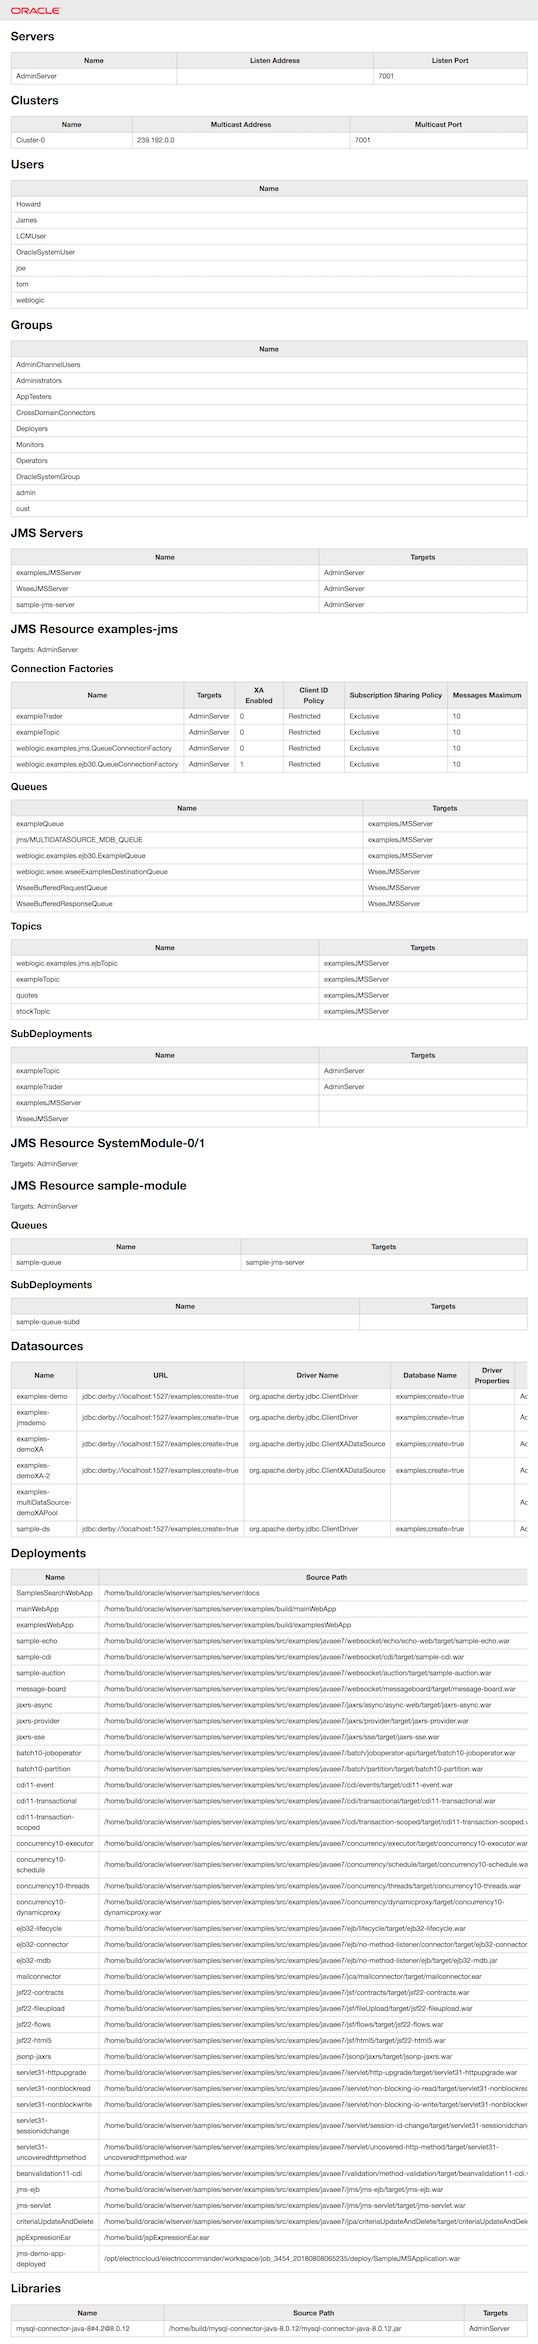 ORACLE
Servers
Name Listen Address Listen Port
AdminServer 7001
Clusters
Name Multicast Address Multicast Port
Cluster-0 239.192.0.0 7001
Users
Name
Howard
James
LCMUser
OracleSystemUser
joe
tom
weblogic
Groups
Name
AdminChannelUsers
Administrators
AppTesters
CrossDomainConnectors
Deployers
Monitors
Operators
OracleSystemGroup
admin
cust
JMS Servers
Name Targets
examplesJMSServer AdminServer
WseeJMSServer AdminServer
sample-jms-server AdminServer
JMS Resource examples-jms
Targets: AdminServer
Connection Factories
Name Targets XA Enabled Client ID Policy Subscription Sharing Policy Messages Maximum
exampleTrader AdminServer 0 Restricted Exclusive 10
exampleTopic AdminServer 0 Restricted Exclusive 10
weblogic.examples.jms.QueueConnectionFactory AdminServer 0 Restricted Exclusive 10
weblogic.examples.ejb30.QueueConnectionFactory AdminServer 1 Restricted Exclusive 10
Queues
Name Targets
exampleQueue examplesJMSServer
jms/MULTIDATASOURCE_MDB_QUEUE examplesJMSServer
weblogic.examples.ejb30.ExampleQueue examplesJMSServer
weblogic.wsee.wseeExamplesDestinationQueue WseeJMSServer
WseeBufferedRequestQueue WseeJMSServer
WseeBufferedResponseQueue WseeJMSServer
Topics
Name Targets
weblogic.examples.jms.ejbTopic examplesJMSServer
exampleTopic examplesJMSServer
quotes examplesJMSServer
stockTopic examplesJMSServer
SubDeployments
Name Targets
exampleTopic AdminServer
exampleTrader AdminServer
examplesJMSServer
WseeJMSServer
JMS Resource SystemModule-0/1
Targets: AdminServer
JMS Resource sample-module
Targets: AdminServer
Queues
Name Targets
sample-queue sample-jms-server
SubDeployments
Name Targets
sample-queue-subd
Datasources
Name URL Driver Name Database Name Driver Properties
examples-demo jdbc:derby://localhost:1527/examples;create=true org.apache.derby.jdbc.ClientDriver examples;create=true Ac
examples-jmsdemo jdbc:derby://localhost:1527/examples;create=true org.apache.derby.jdbc.ClientDriver examples;create=true Ac
examples-demoXA jdbc:derby://localhost:1527/examples;create=true org.apache.derby.jdbc.ClientXADataSource examples;create=true Ac
examples-demoXA-2 jdbc:derby://localhost:1527/examples;create=true org.apache.derby.jdbc.ClientXADataSource examples;create=true Ac
examples-multiDataSource-demoXAPool Ac
sample-ds jdbc:derby://localhost:1527/examples;create=true org.apache.derby.jdbc.ClientDriver examples;create=true Ac
Deployments
Name Source Path
SamplesSearchWebApp /home/build/oracle/wlserver/samples/server/docs
mainWebApp /home/build/oracle/wlserver/samples/server/examples/build/mainWebApp
examplesWebApp /home/build/oracle/wlserver/samples/server/examples/build/examplesWebApp
sample-echo /home/build/oracle/wlserver/samples/server/examples/src/examples/javaee7/websocket/echo/echo-web/target/sample-echo.war
sample-cdi /home/build/oracle/wlserver/samples/server/examples/src/examples/javaee7/websocket/cdi/target/sample-cdi.war
sample-auction /home/build/oracle/wlserver/samples/server/examples/src/examples/javaee7/websocket/auction/target/sample-auction.war
message-board /home/build/oracle/wlserver/samples/server/examples/src/examples/javaee7/websocket/messageboard/target/message-board.war
jaxrs-async /home/build/oracle/wlserver/samples/server/examples/src/examples/javaee7/jaxrs/async/async-web/target/jaxrs-async.war
jaxrs-provider /home/build/oracle/wlserver/samples/server/examples/src/examples/javaee7/jaxrs/provider/target/jaxrs-provider.war
jaxrs-sse /home/build/oracle/wlserver/samples/server/examples/src/examples/javaee7/jaxrs/sse/target/jaxrs-sse.war
batch10-joboperator /home/build/oracle/wlserver/samples/server/examples/src/examples/javaee7/batch/joboperator-api/target/batch10-joboperator.war
batch10-partition /home/build/oracle/wlserver/samples/server/examples/src/examples/javaee7/batch/partition/target/batch10-partition.war
cdi11-event /home/build/oracle/wlserver/samples/server/examples/src/examples/javaee7/cdi/events/target/cdi11-event.war
cdi11-transactional /home/build/oracle/wlserver/samples/server/examples/src/examples/javaee7/cdi/transactional/target/cdi11-transactional.war
cdi11-transaction-scoped /home/build/oracle/wlserver/samples/server/examples/src/examples/javaee7/cdi/transaction-scoped/target/cdi11-transaction-scoped.v
concurrency10-executor /home/build/oracle/wlserver/samples/server/examples/src/examples/javaee7/concurrency/executor/target/concurrency10-executor.war
concurrency10-schedule /home/build/oracle/wlserver/samples/server/examples/src/examples/javaee7/concurrency/schedule/target/concurrency10-schedule.wa
concurrency10-threads /home/build/oracle/wlserver/samples/server/examples/src/examples/javaee7/concurrency/threads/target/concurrency10-threads.war
concurrency10-dynamicproxy /home/build/oracle/wlserver/samples/server/examples/src/examples/javaee7/concurrency/dynamicproxy/target/concurrency10-dynamicproxy.war
ejb32-lifecycle /home/build/oracle/wlserver/samples/server/examples/src/examples/javaee7/ejb/lifecycle/target/ejb32-lifecycle.war
ejb32-connector /home/build/oracle/wlserver/samples/server/examples/src/examples/javaee7/ejb/no-method-listener/connector/target/ejb32-connector
ejb32-mdb /home/build/oracle/wlserver/samples/server/examples/src/examples/javaee7/ejb/no-method-listener/ejb/target/ejb32-mdb.jar
mailconnector /home/build/oracle/wlserver/samples/server/examples/src/examples/javaee7/jca/mailconnector/target/mailconnector.ear
jsf22-contracts /home/build/oracle/wlserver/samples/server/examples/src/examples/javaee7/jsf/contracts/target/jsf22-contracts.war
jsf22-fileupload /home/build/oracle/wlserver/samples/server/examples/src/examples/javaee7/jsf/fileUpload/target/jsf22-fileupload.war
jsf22-flows /home/build/oracle/wlserver/samples/server/examples/src/examples/javaee7/jsf/flows/target/jsf22-flows.war
jsf22-html5 /home/build/oracle/wlserver/samples/server/examples/src/examples/javaee7/jsf/html5/target/jsf22-html5.war
jsonp-jaxrs /home/build/oracle/wlserver/samples/server/examples/src/examples/javaee7/jsonp/jaxrs/target/jsonp-jaxrs.war
servlet31-httpupgrade /home/build/oracle/wlserver/samples/server/examples/src/examples/javaee7/servlet/http-upgrade/target/servlet31-httpupgrade.war
servlet31-nonblockread /home/build/oracle/wlserver/samples/server/examples/src/examples/javaee7/servlet/non-blocking-io-read/target/servlet31-nonblockrea
servlet31-nonblockwrite /home/build/oracle/wlserver/samples/server/examples/src/examples/javaee7/servlet/non-blocking-io-write/target/servlet31-nonblockwr
servlet31-sessionidchange /home/build/oracle/wlserver/samples/server/examples/src/examples/javaee7/servlet/session-id-change/target/servlet31-sessionidchan
servlet31-uncoveredhttpmethod /home/build/oracle/wlserver/samples/server/examples/src/examples/javaee7/servlet/uncovered-http-method/target/servlet31-uncoveredhttpmethod.war
beanvalidation11-cdi /home/build/oracle/wlserver/samples/server/examples/src/examples/javaee7/validation/method-validation/target/beanvalidation11-cdi.
jms-ejb /home/build/oracle/wlserver/samples/server/examples/src/examples/javaee7/jms/jms-ejb/target/jms-ejb.war
jms-servlet /home/build/oracle/wlserver/samples/server/examples/src/examples/javaee7/jms/jms-servlet/target/jms-servlet.war
criteriaUpdateAndDelete /home/build/oracle/wlserver/samples/server/examples/src/examples/javaee7/jpa/criteriaUpdateAndDelete/target/criteriaUpdateAndDele
jspExpressionEar /home/build/jspExpressionEar.ear
jms-demo-app-deployed /opt/electriccloud/electriccommander/workspace/job_3454_20180808065235/deploy/SampleJMSApplication.war
Libraries
Name Source Path Targets
mysql-connector-java-8#4.2@8.0.12 /home/build/mysql-connector-java-8.0.12/mysql-connector-java-8.0.12.jar AdminServer